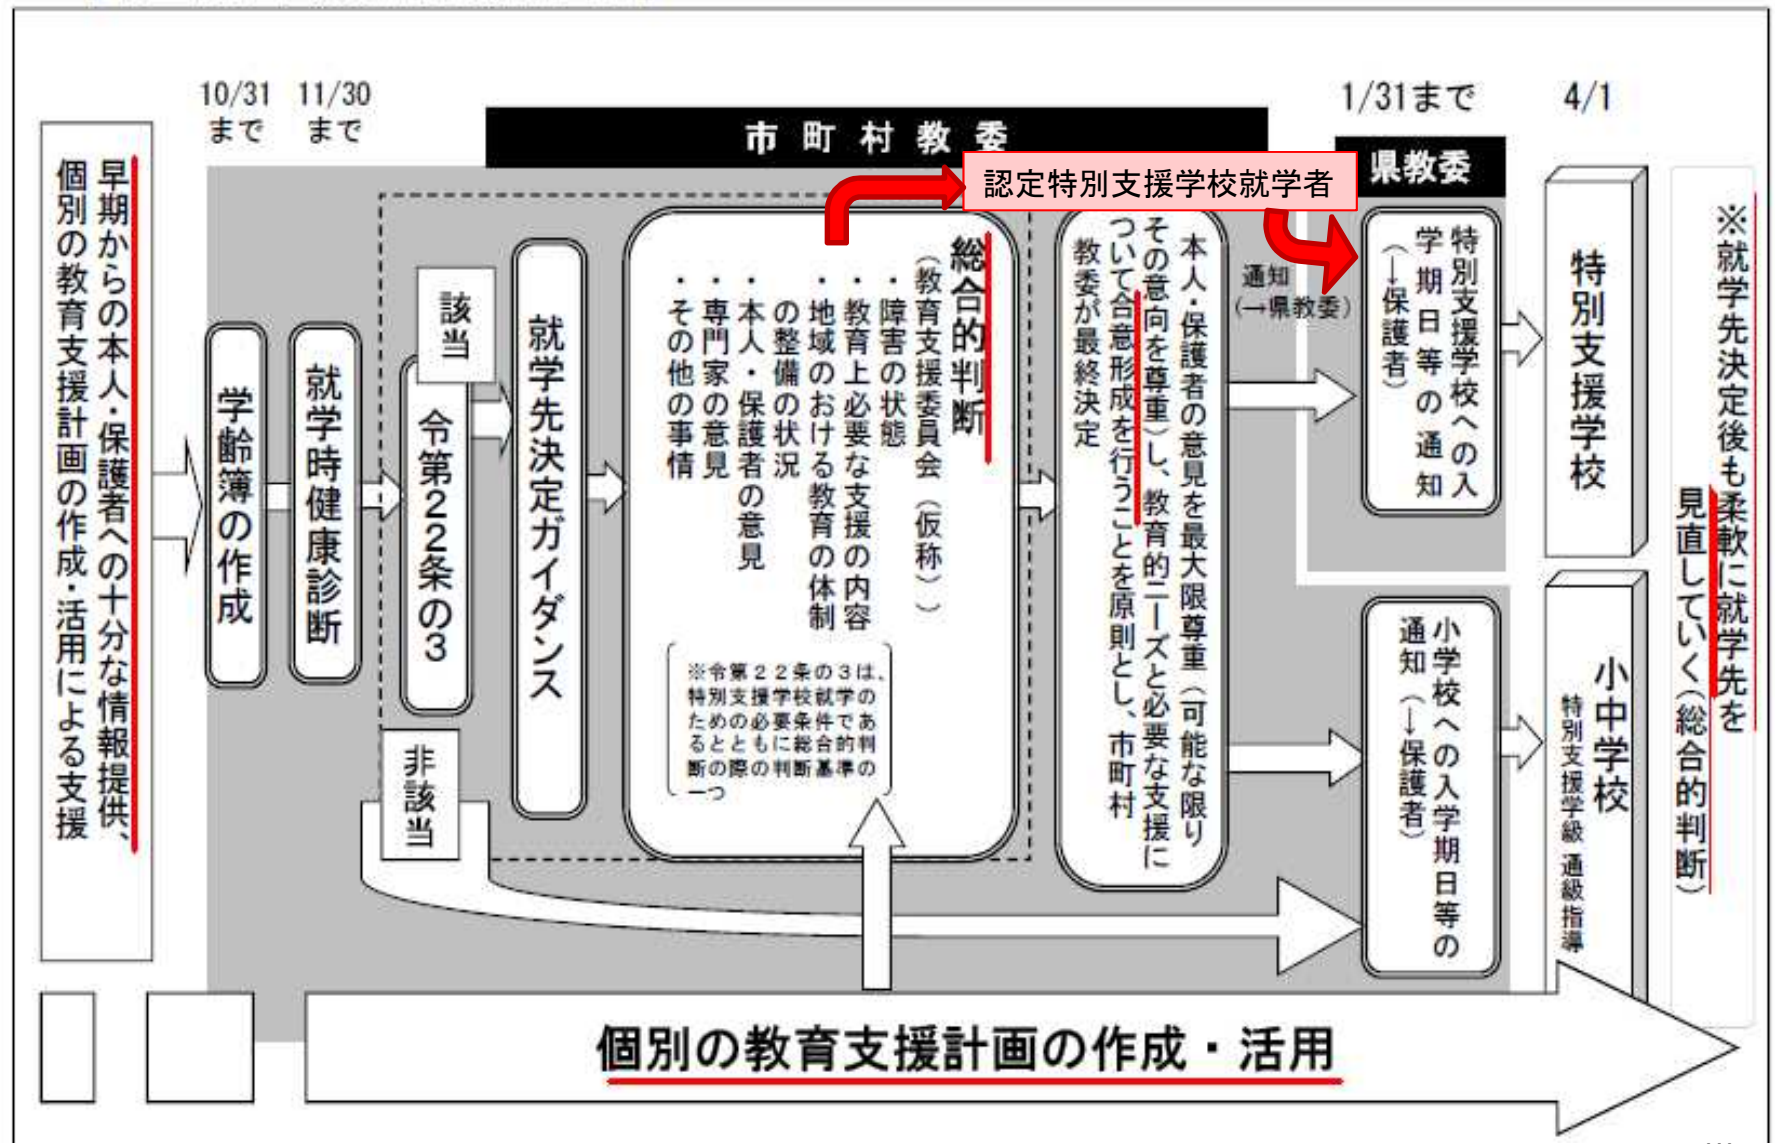 10/31
まで
11/30
まで
1/31まで
4/1
市町村教委
県教委
認定特別支援学校就学者
早期からの本人・保護者への十分な情報提供、
個別の教育支援計画の作成・活用による支援
学齢簿の作成
就学時健康診断
該当
令第22条の3
非該当
就学先決定ガイダンス
総合的判断
(教育支援委員会(仮称))
・障害の状態
・教育上必要な支援の内容
・地域のおける教育の体制
の整備の状況
・本人・保護者の意見
・専門家の意見
・その他の事情
※令第22条の3は、
特別支援学校就学の
ための必要条件であ
るとともに総合的判
断の際の判断基準の
一つ
本人・保護者の意見を最大限尊重(可能な限り
その意向を尊重)し、教育的ニーズと必要な支援に
ついて合意形成を行うことを原則とし、市町村
教委が最終決定
通知
(→県教委)
特別支援学校への入
学期日等の通知
(→保護者)
小学校への入学期日等の
通知(→保護者)
特別支援学校
小中学校
特別支援学級 通級指導
※就学先決定後も柔軟に就学先を
見直していく(総合的判断)
個別の教育支援計画の作成・活用